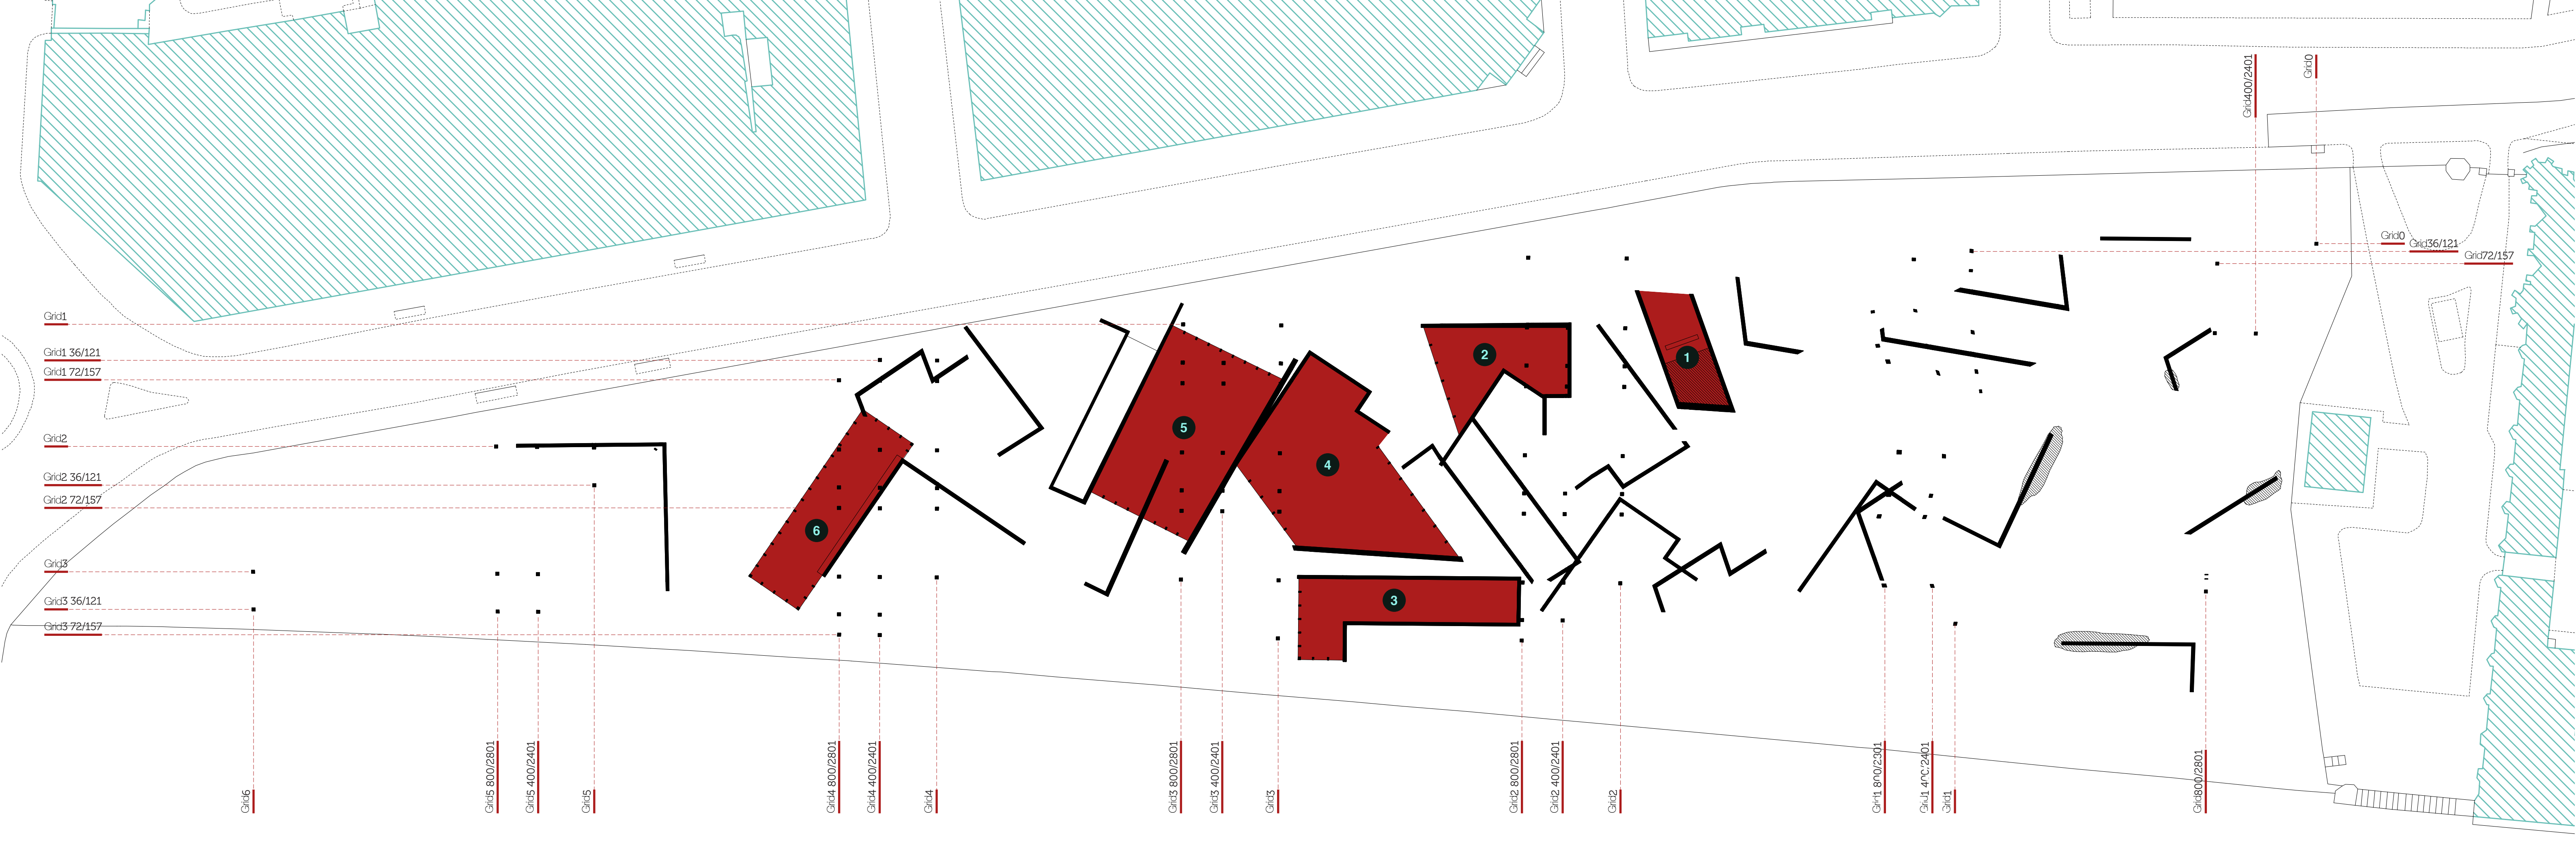 Grid400/2401
Grid0
Grid0
Grid36/121
Grid72/157
Grid1
Grid1 36/121
Grid1 72/157
Grid2
Grid2 36/121
Grid2 72/157
Grid3
Grid3 36/121
Grid3 72/157
1
2
3
4
5
6
Grid6
Grid5 800/2801
Grid5 400/2401
Grid5
Grid4 800/2801
Grid4 400/2401
Grid4
Grid3 800/2801
Grid3 400/2401
Grid3
Grid2 800/2801
Grid2 400/2401
Grid2
Grid1
Grid800/2801